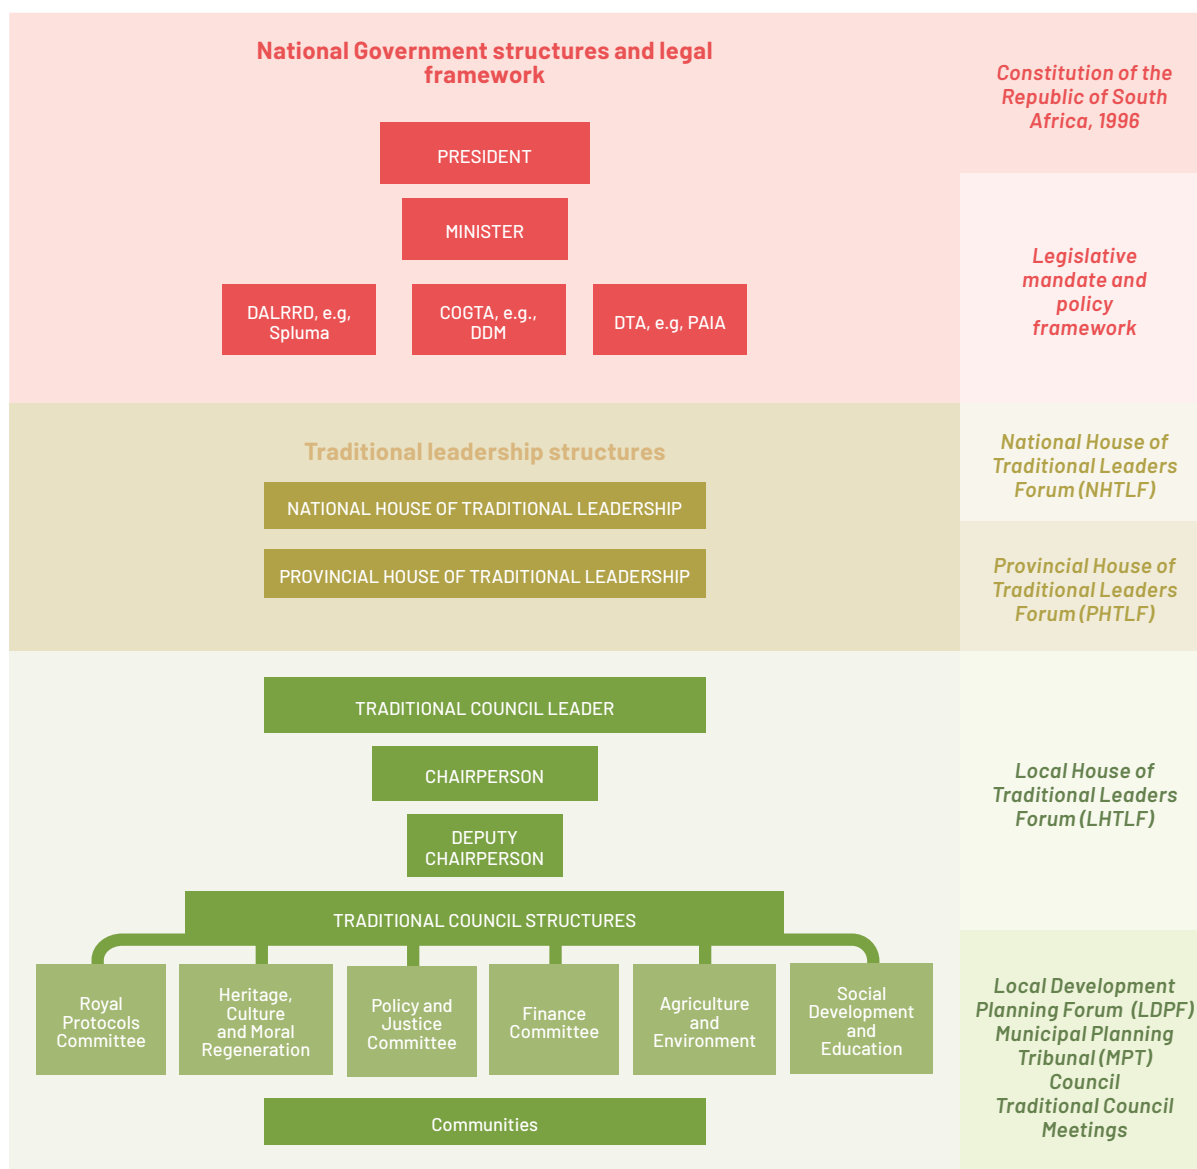 National Government structures and legal
framework
Constitution of the
Republic of South
Africa, 1996
PRESIDENT
MINISTER
DALRRD, e.g,
Spluma
COGTA, e.g.,
DDM
DTA, e.g, PAIA
Legislative
mandate and
policy
framework
Traditional leadership structures
NATIONAL HOUSE OF TRADITIONAL LEADERSHIP
PROVINCIAL HOUSE OF TRADITIONAL LEADERSHIP
National House of
Traditional Leaders
Forum (NHTLF)
Provincial House of
Traditional Leaders
Forum (PHTLF)
TRADITIONAL COUNCIL LEADER
CHAIRPERSON
DEPUTY
CHAIRPERSON
TRADITIONAL COUNCIL STRUCTURES
Local House of
Traditional Leaders
Forum (LHTLF)
Royal
Protocols
Committee
Heritage,
Culture
and Moral
Regeneration
Policy and
Justice
Committee
Finance
Committee
Agriculture
and
Environment
Social
Development
and
Education
Communities
Local Development
Planning Forum (LDPF)
Municipal Planning
Tribunal (MPT)
Council
Traditional Council
Meetings